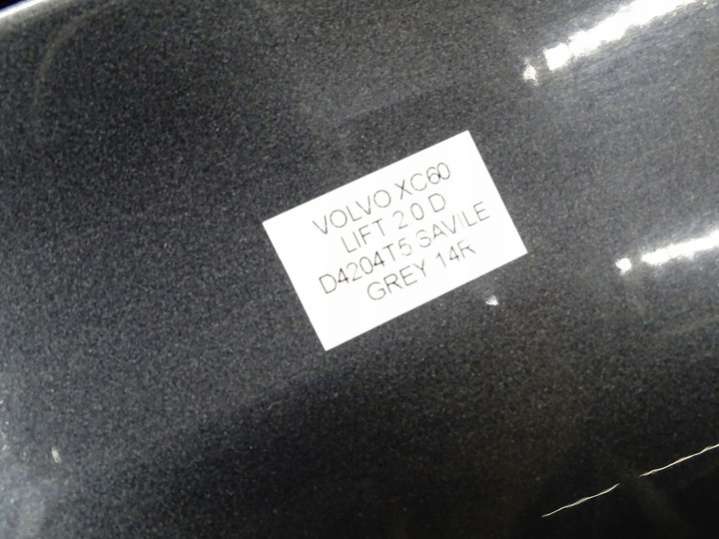 VOLVO XC60
LIFT 2.0 D
D4204T5 SAVILE
GREY 14R